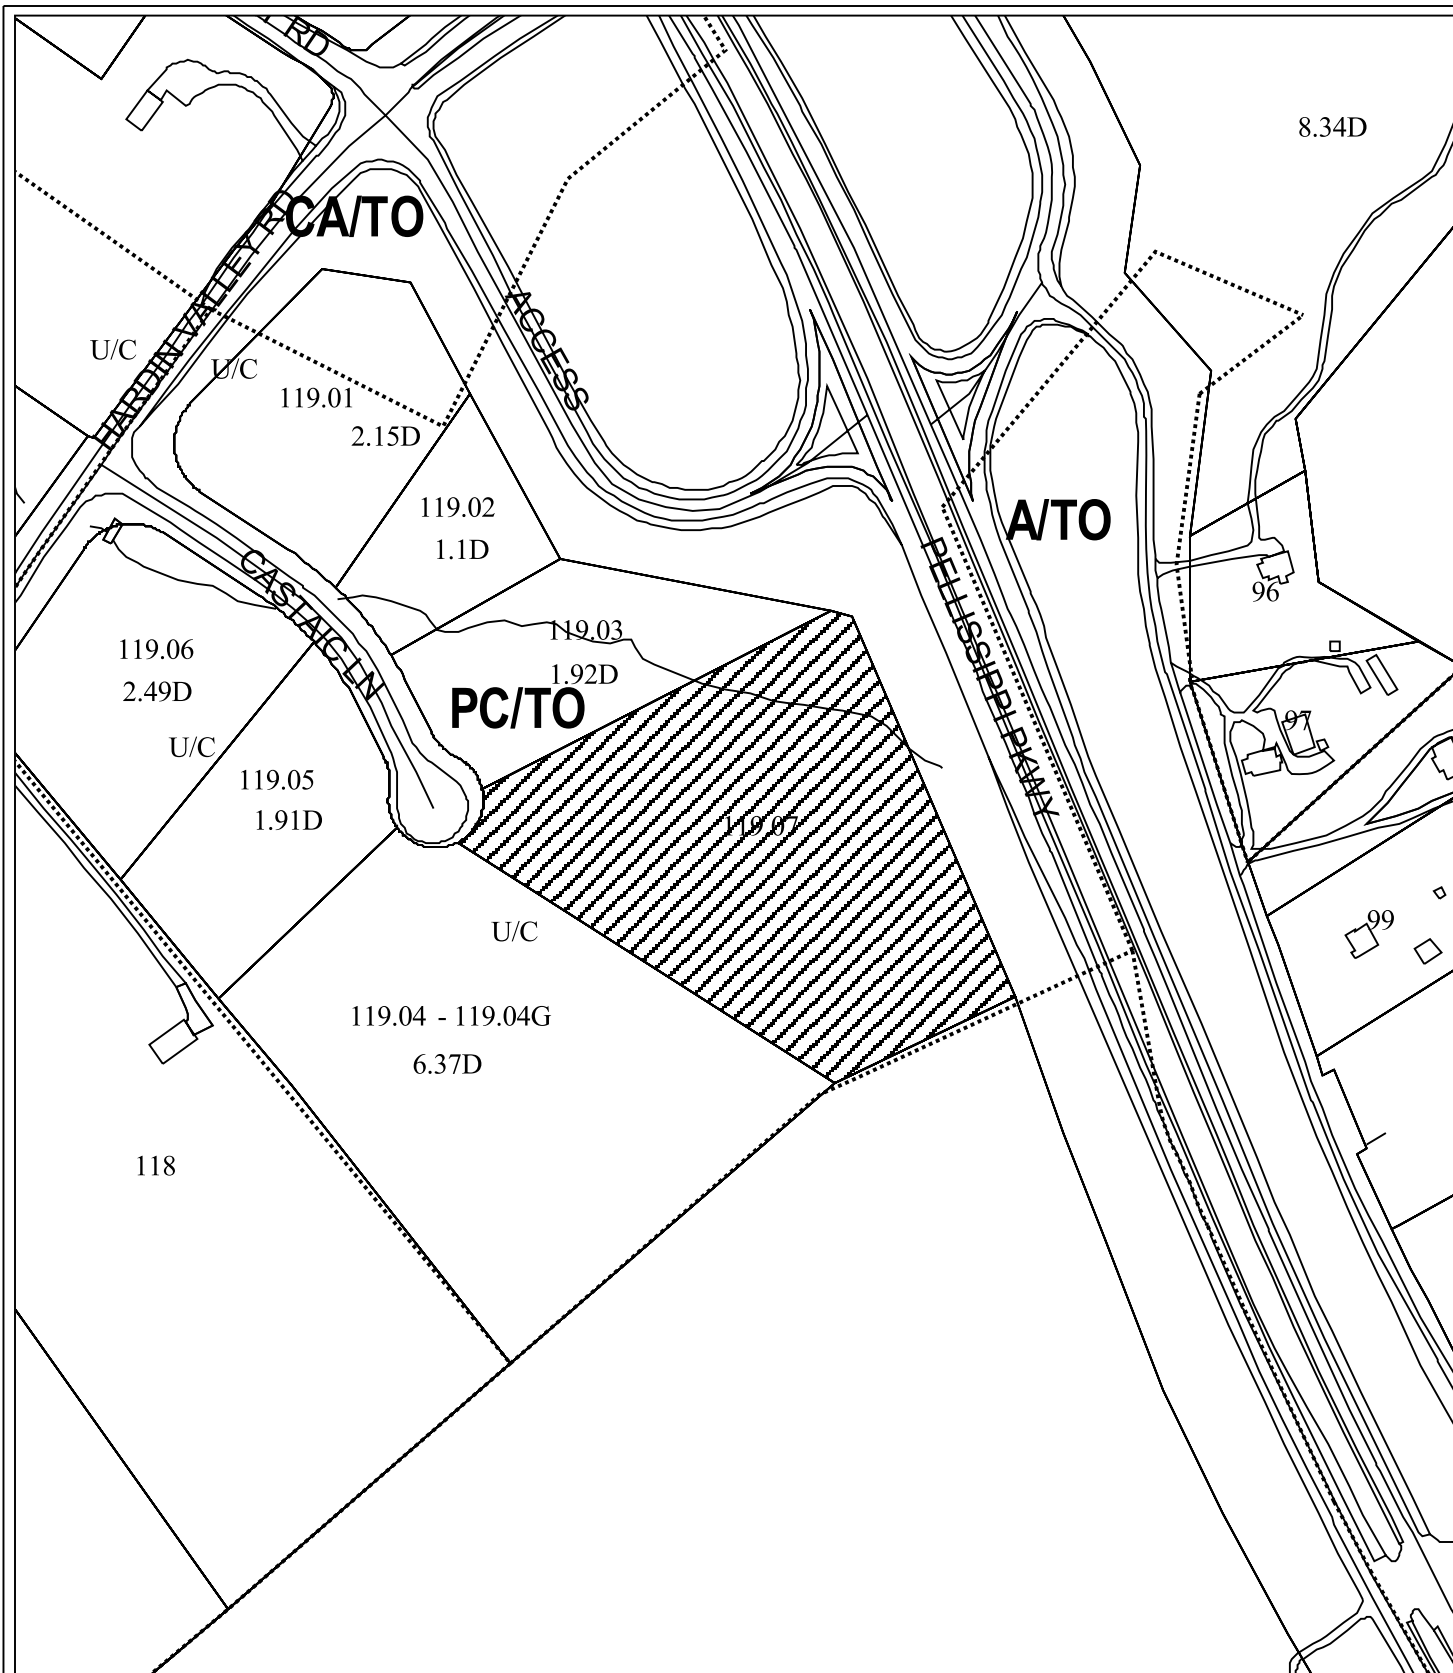 RD
8.34D
CA/TO
HARDIN VALLEY RD
ACCESS
U/C
U/C
119.01
2.15D
119.02
1.1D
A/TO
PELLISSIPPI PKWY
CASTAIC LN
96
119.03
1.92D
119.06
2.49D
PC/TO
U/C
97
119.05
1.91D
119.07
99
U/C
119.04 - 119.04G
6.37D
118